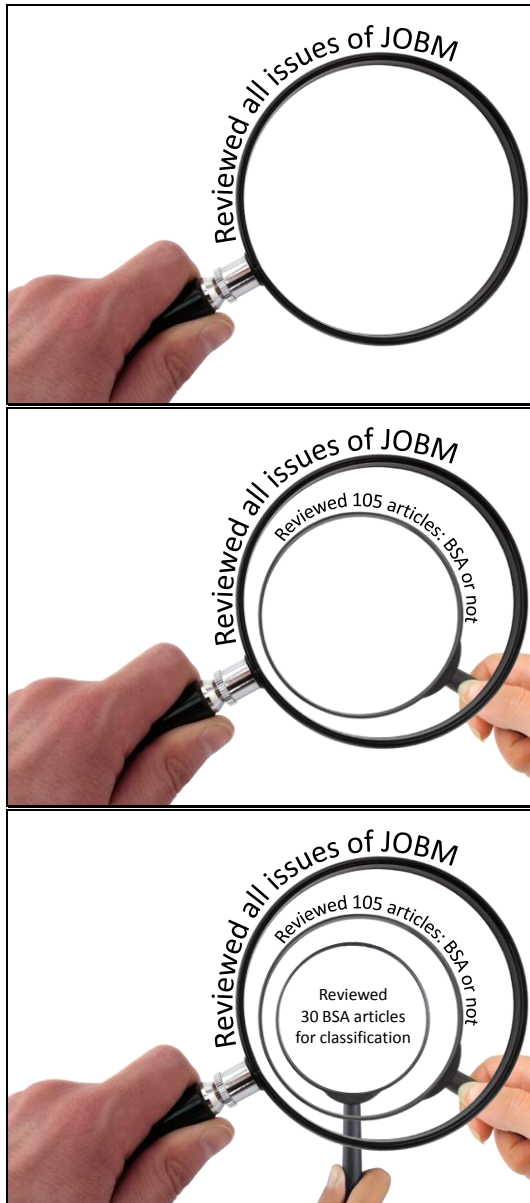 Reviewed all issues of JOBM
Reviewed all issues of JOBM
Reviewed 105 articles: BSA or not
Reviewed all issues of JOBM
Reviewed 105 articles: BSA or not
Reviewed
30 BSA articles
for classification